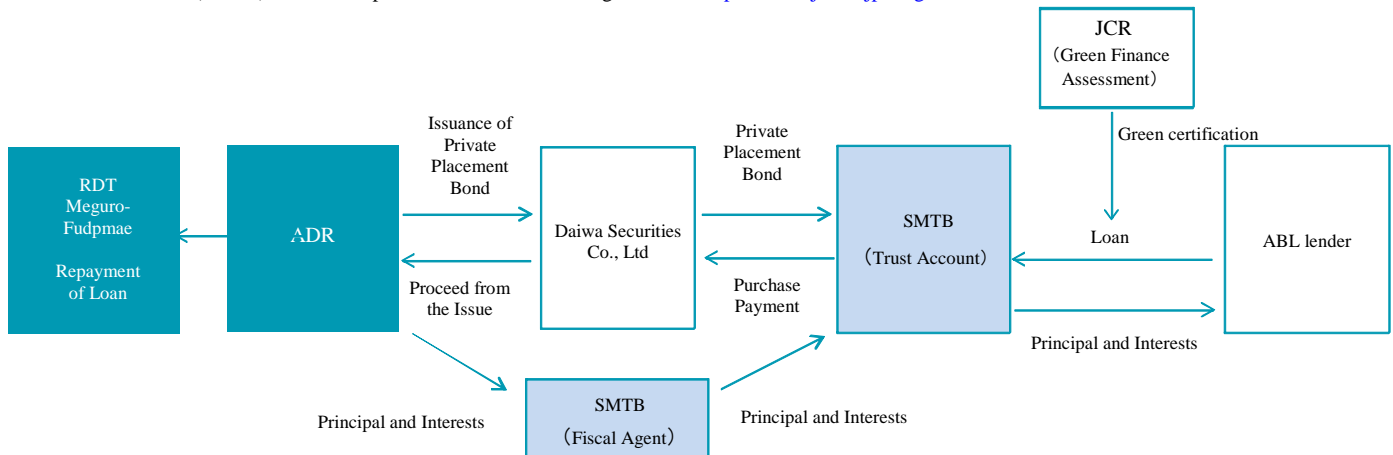 JCR
（Green Finance
Assessment）
Green certification
Issuance of
Private
Placement
Bond
Private
Placement
Bond
RDT
Meguro-
Fudpmae
Repayment
of Loan
ADR
Daiwa Securities
Co., Ltd
SMTB
（Trust Account）
Loan
ABL lender
Proceed from
the Issue
Purchase
Payment
Principal and Interests
Principal and Interests
SMTB
（Fiscal Agent）
Principal and Interests